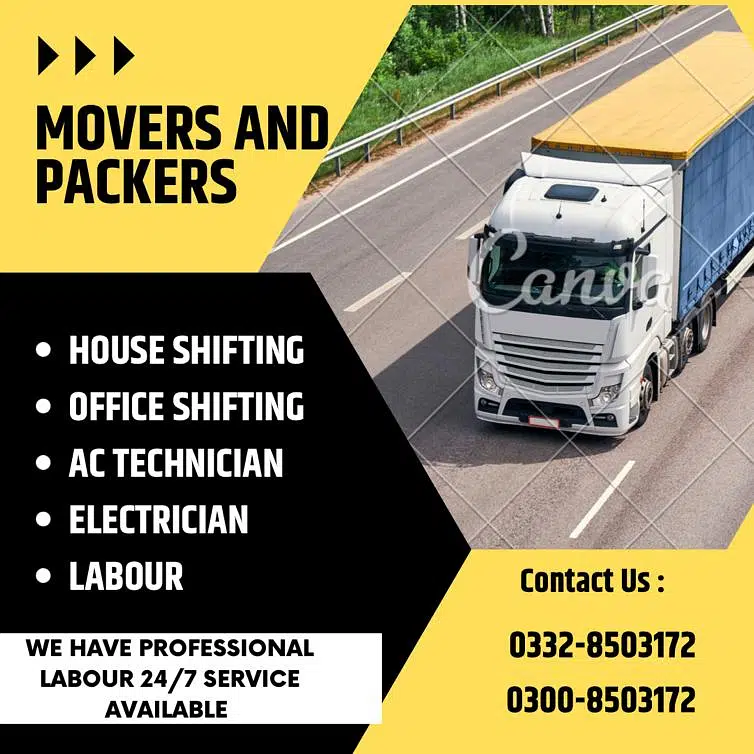 MOVERS AND
PACKERS
Canva
• HOUSE SHIFTING
• OFFICE SHIFTING
• AC TECHNICIAN
• ELECTRICIAN
• LABOUR
WE HAVE PROFESSIONAL
LABOUR 24/7 SERVICE
AVAILABLE
Contact Us :
0332-8503172
0300-8503172